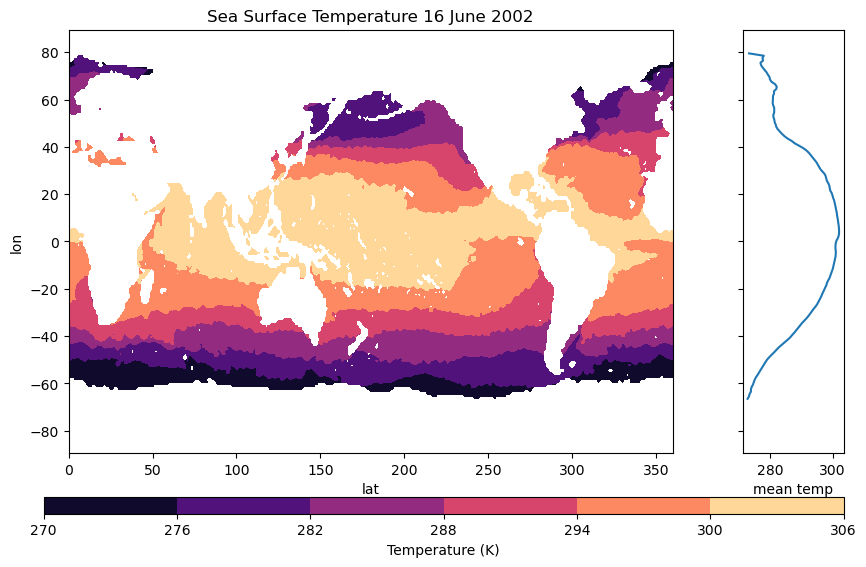 Sea Surface Temperature 16 June 2002
80
60
40
20
0
−20
−40
−60
−80
lon
0 50 100 150 200 250 300 350
lat
280 300
mean temp
270 276 282 288 294 300 306
Temperature (K)